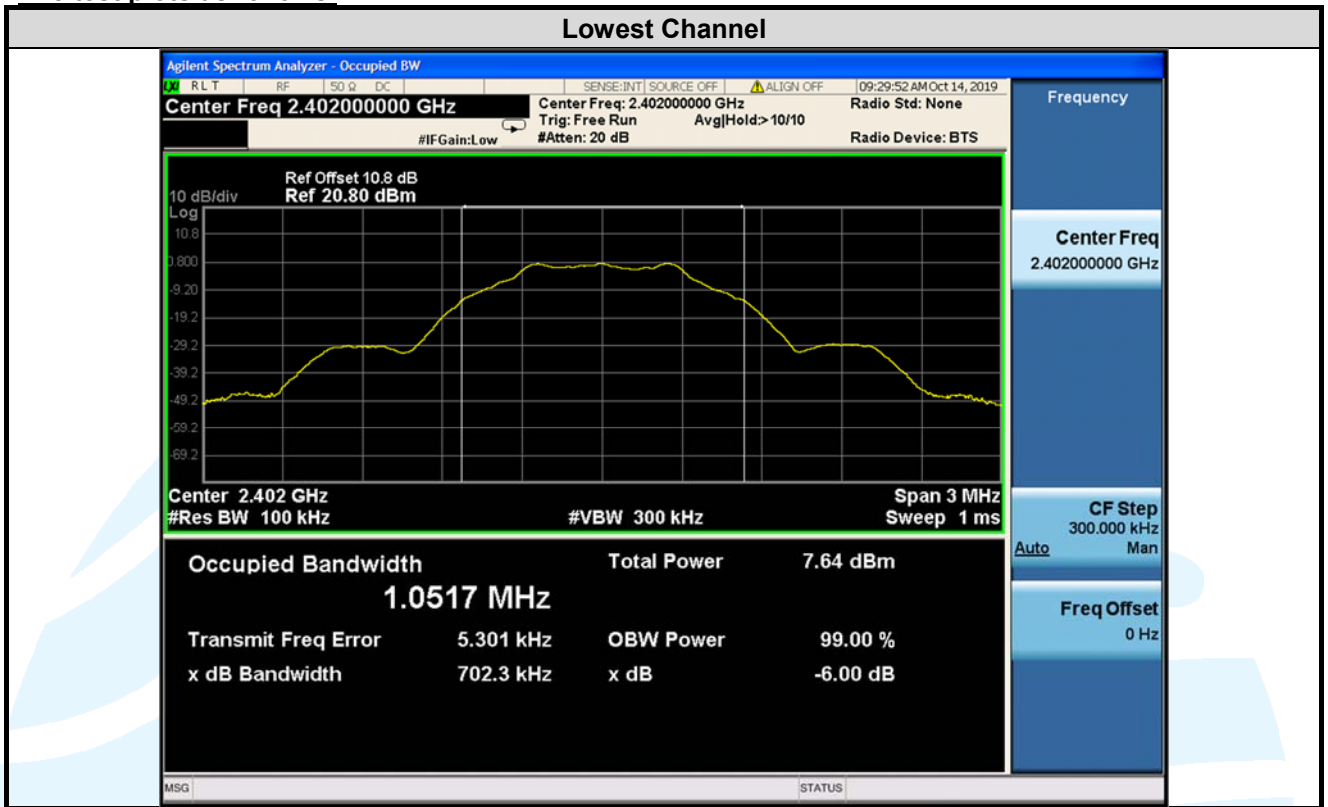 Lowest Channel
Agilent Spectrum Analyzer - Occupied BW
LXI RLT RF 50 Ω DC SENSE:INT SOURCE OFF ALIGN OFF 09:29:52 AM Oct 14, 2019
Center Freq 2.402000000 GHz Center Freq: 2.402000000 GHz Radio Std: None
Trig: Free Run Avg|Hold:> 10/10
#IFGain:Low #Atten: 20 dB Radio Device: BTS
Frequency
Ref Offset 10.8 dB
10 dB/div Ref 20.80 dBm
Log
10.8
0.800
-9.20
-19.2
-29.2
-39.2
-49.2
-59.2
-69.2
Center Freq
2.402000000 GHz
Center 2.402 GHz Span 3 MHz
#Res BW 100 kHz #VBW 300 kHz Sweep 1 ms
CF Step
300.000 kHz
Auto Man
Occupied Bandwidth Total Power 7.64 dBm
1.0517 MHz
Transmit Freq Error 5.301 kHz OBW Power 99.00 %
x dB Bandwidth 702.3 kHz x dB -6.00 dB
Freq Offset
0 Hz
MSG STATUS